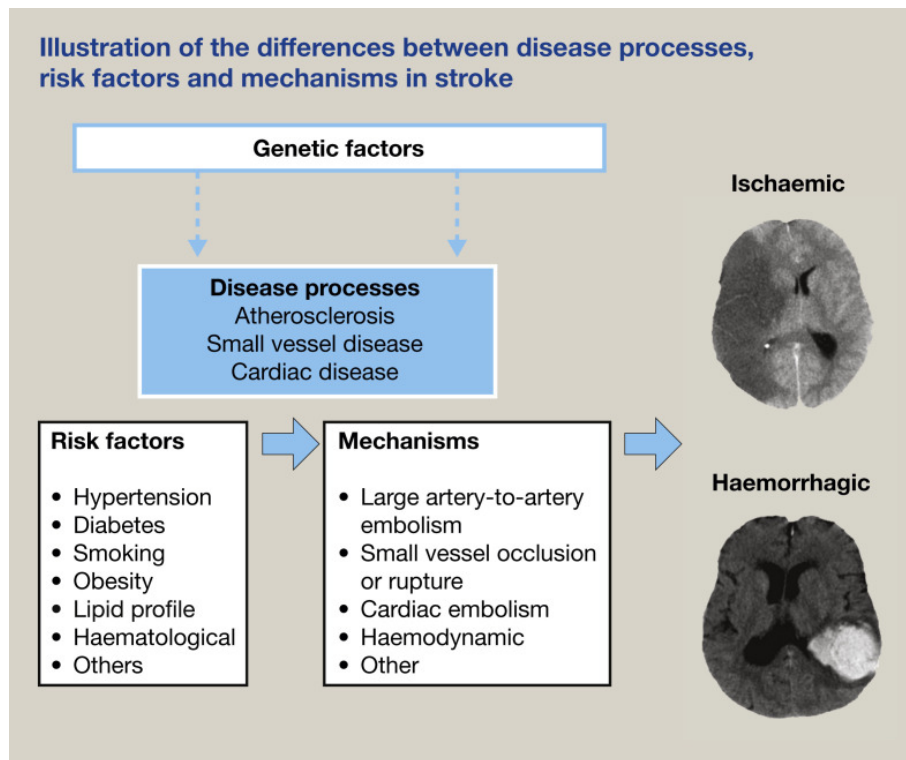 Illustration of the differences between disease processes,
risk factors and mechanisms in stroke
Genetic factors
Disease processes
Atherosclerosis
Small vessel disease
Cardiac disease
Risk factors
• Hypertension
• Diabetes
• Smoking
• Obesity
• Lipid profile
• Haematological
• Others
Mechanisms
• Large artery-to-artery
embolism
• Small vessel occlusion
or rupture
• Cardiac embolism
• Haemodynamic
• Other
Ischaemic
Haemorrhagic